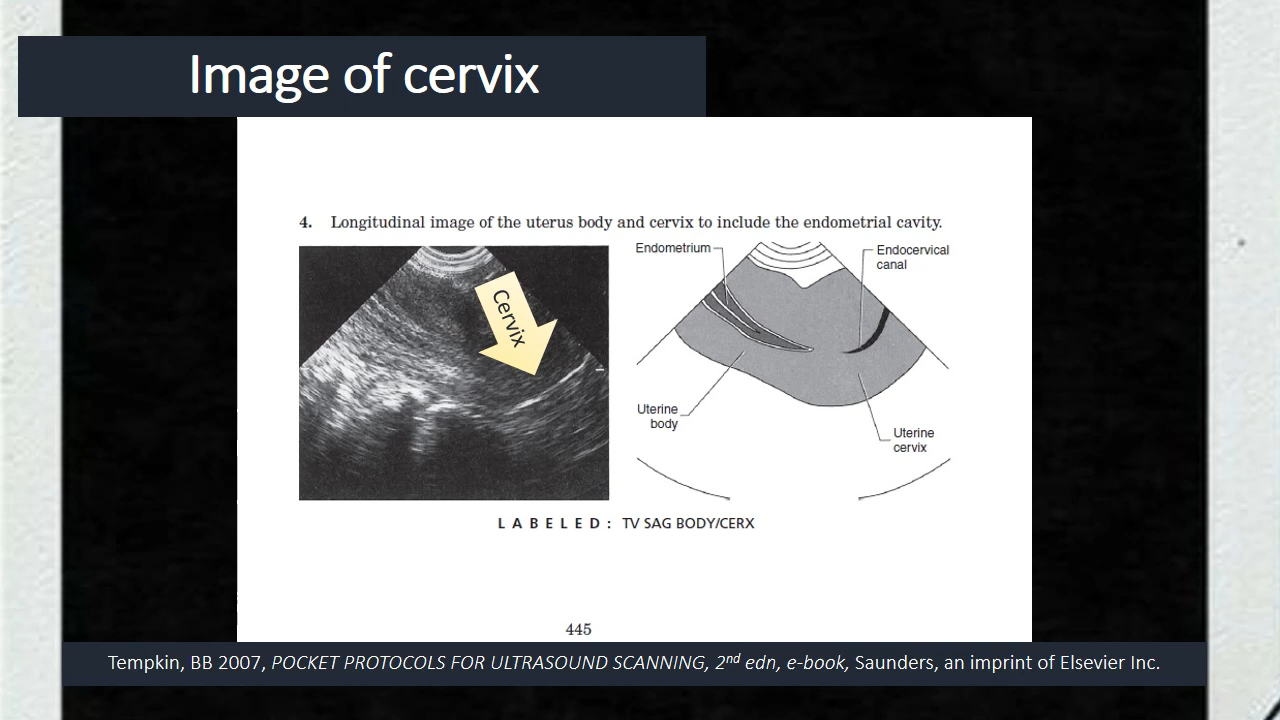 Image of cervix
4. Longitudinal image of the uterus body and cervix to include the endometrial cavity.
Cervix
Endometrium
Endocervical
canal
Uterine
body
Uterine
cervix
LABELED: TV SAG BODY/CERX
445
Tempkin, BB 2007, POCKET PROTOCOLS FOR ULTRASOUND SCANNING, 2nd edn, e-book, Saunders, an imprint of Elsevier Inc.